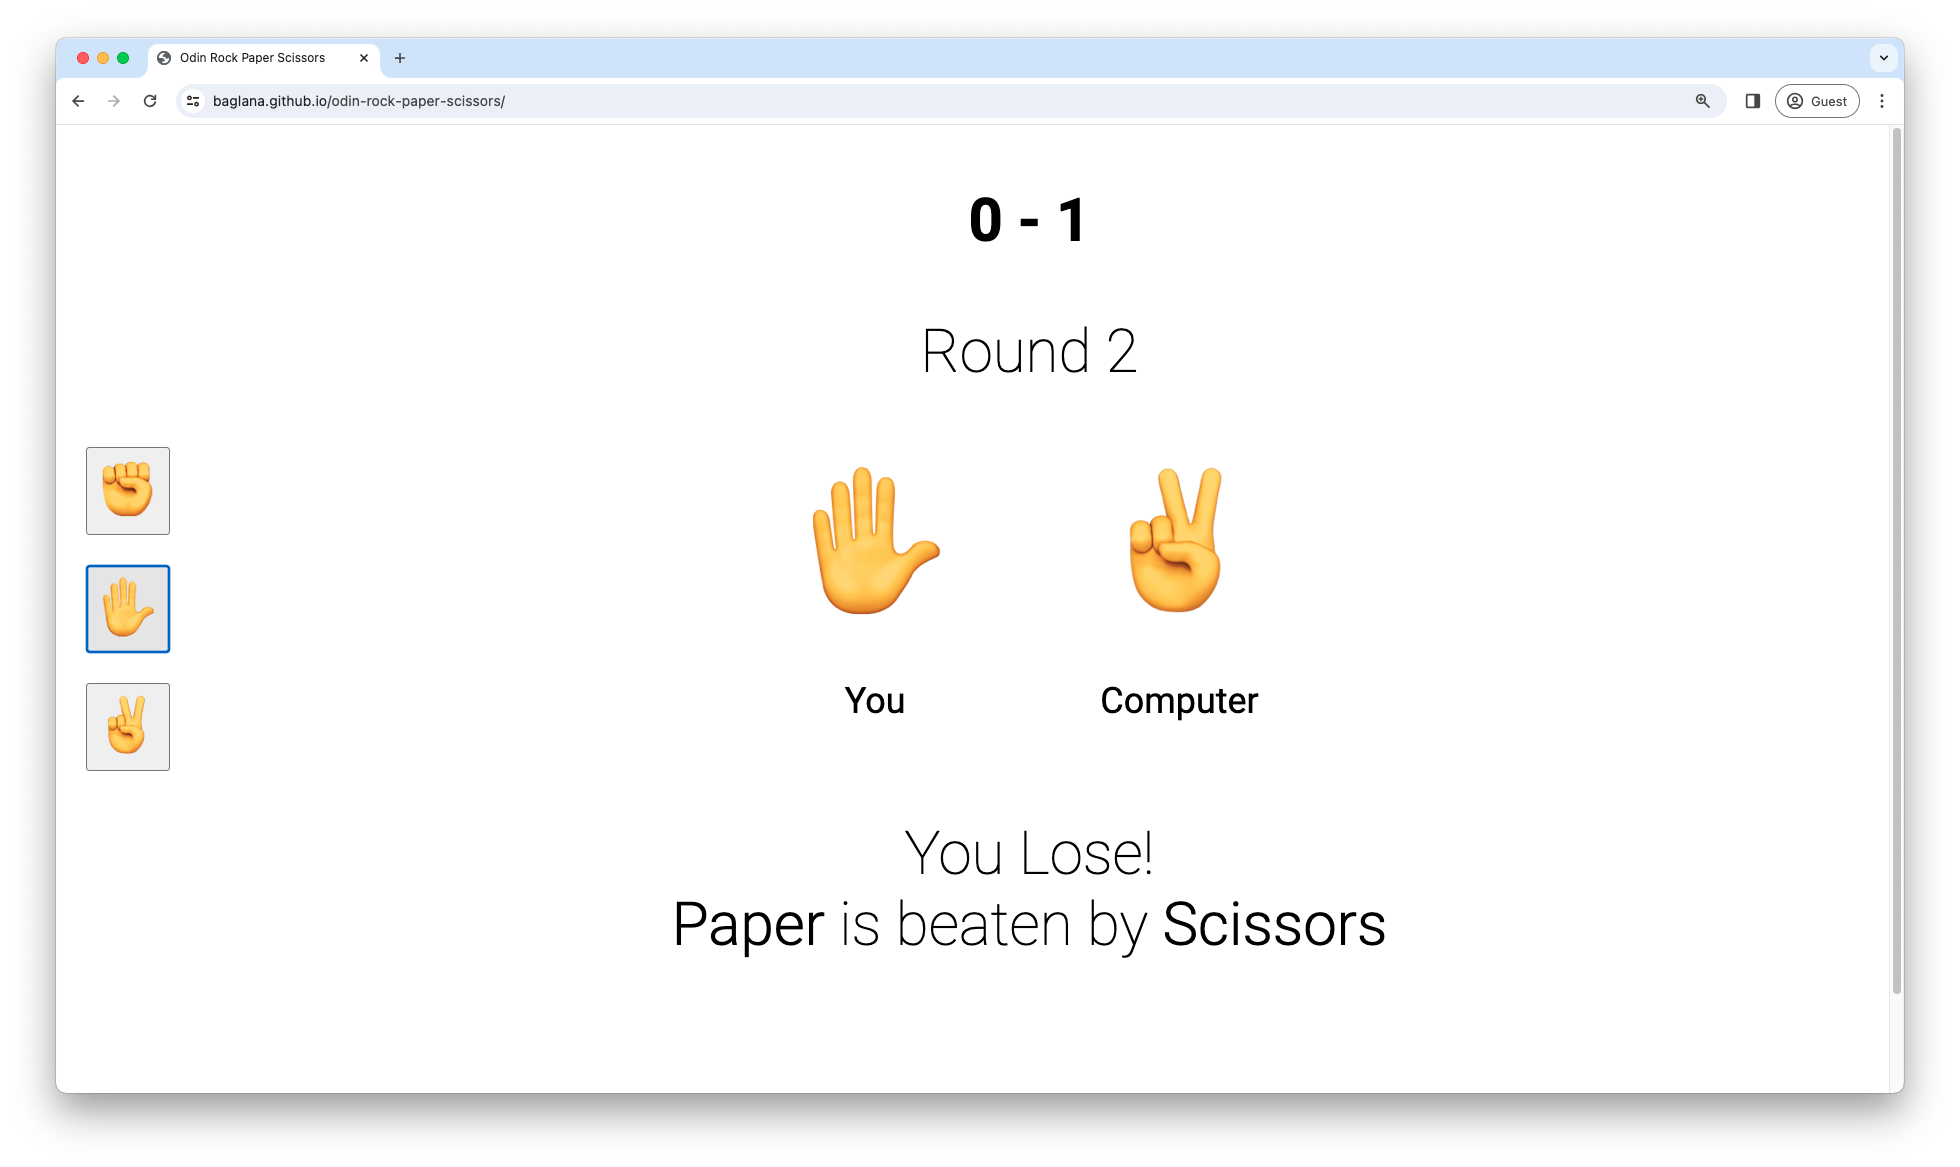 Odin Rock Paper Scissors
baglana.github.io/odin-rock-paper-scissors/
Guest
0 - 1
Round 2
You
Computer
You Lose!
Paper is beaten by Scissors